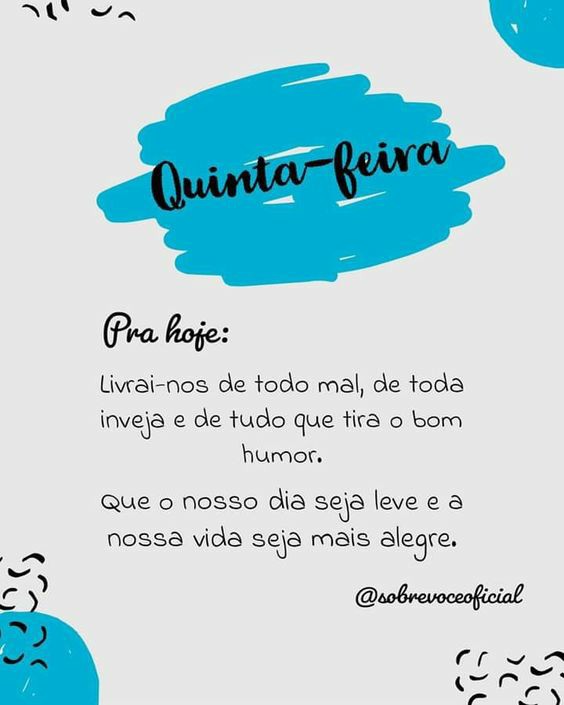 Quinta-feira
Pra hoje:
Livrai-nos de todo mal, de toda
inveja e de tudo que tira o bom
humor.
Que o nosso dia seja leve e a
nossa vida seja mais alegre.
@sobrevoceoficial